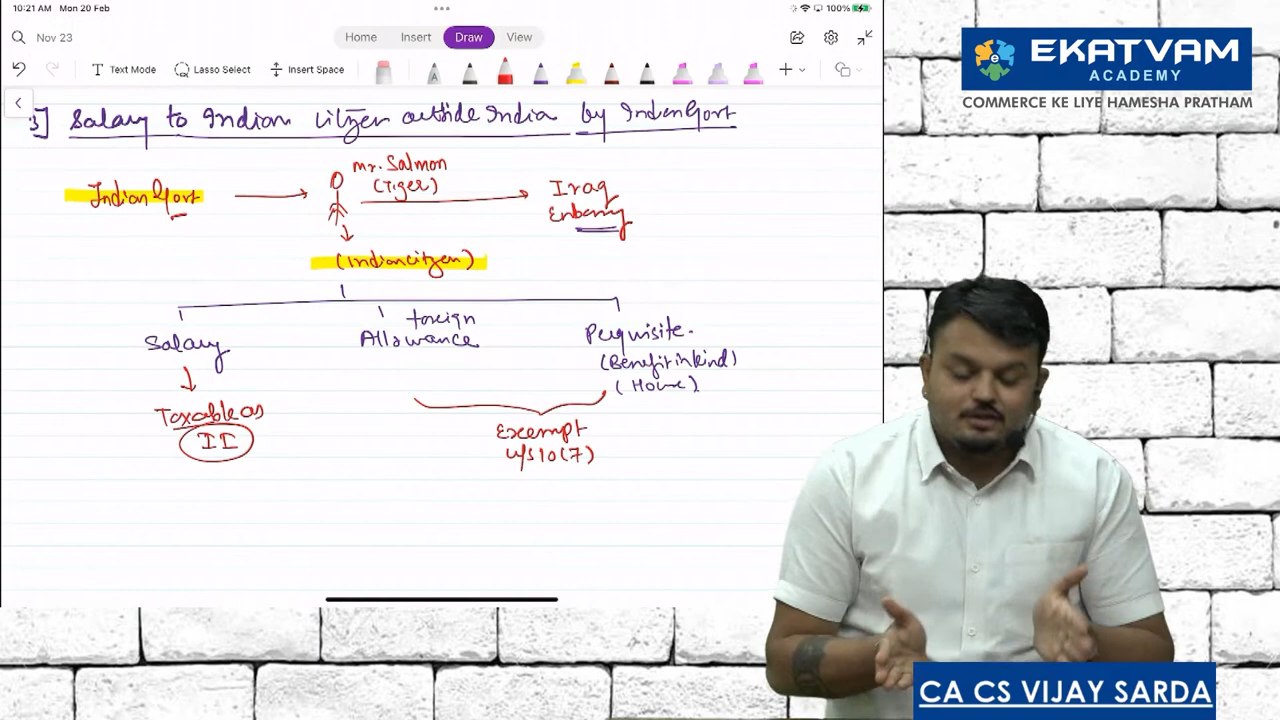 10:21 AM Mon 20 Feb
100%
Nov 23
Home Insert Draw View
Text Mode Lasso Select Insert Space
3] Salary to Indian citizen outside India by Indian Govt
Indian Govt
Mr. Salmon
(Tiger)
Iraq
Embassy
(Indian citizen)
Salary
foreign
Allowance
Perquisite.
(Benefit in kind)
(Home)
Taxable as
II
Exempt
u/s 10(7)
EKATVAM
ACADEMY
COMMERCE KE LIYE HAMESHA PRATHAM
CA CS VIJAY SARDA